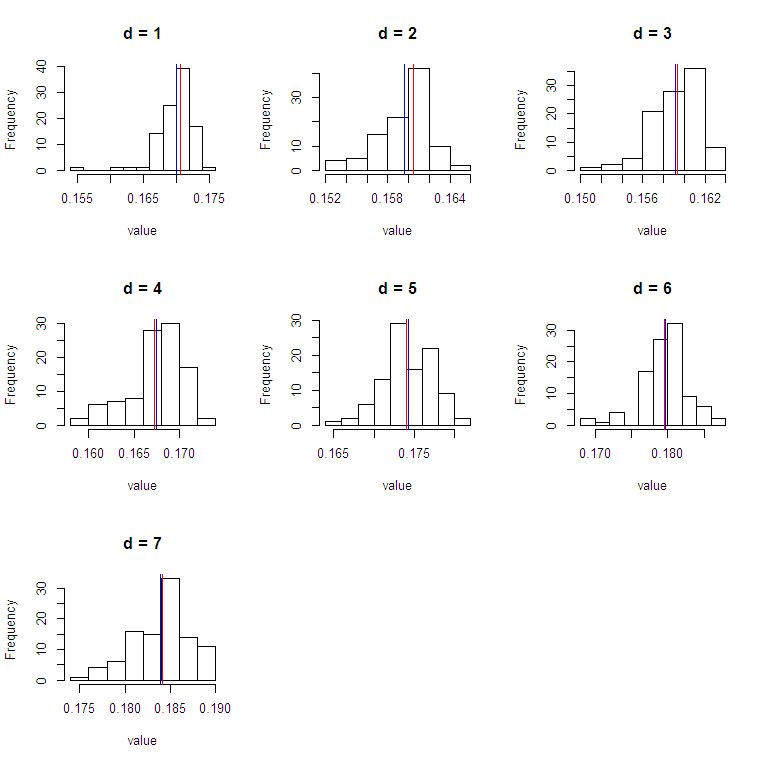 d = 1
Frequency
0 10 20 30 40
0.155 0.165 0.175
value
d = 2
Frequency
0 10 30
0.152 0.158 0.164
value
d = 3
Frequency
0 10 20 30
0.150 0.156 0.162
value
d = 4
Frequency
0 10 20 30
0.160 0.165 0.170
value
d = 5
Frequency
0 10 20 30
0.165 0.175
value
d = 6
Frequency
0 10 20 30
0.170 0.180
value
d = 7
Frequency
0 10 20 30
0.175 0.180 0.185 0.190
value